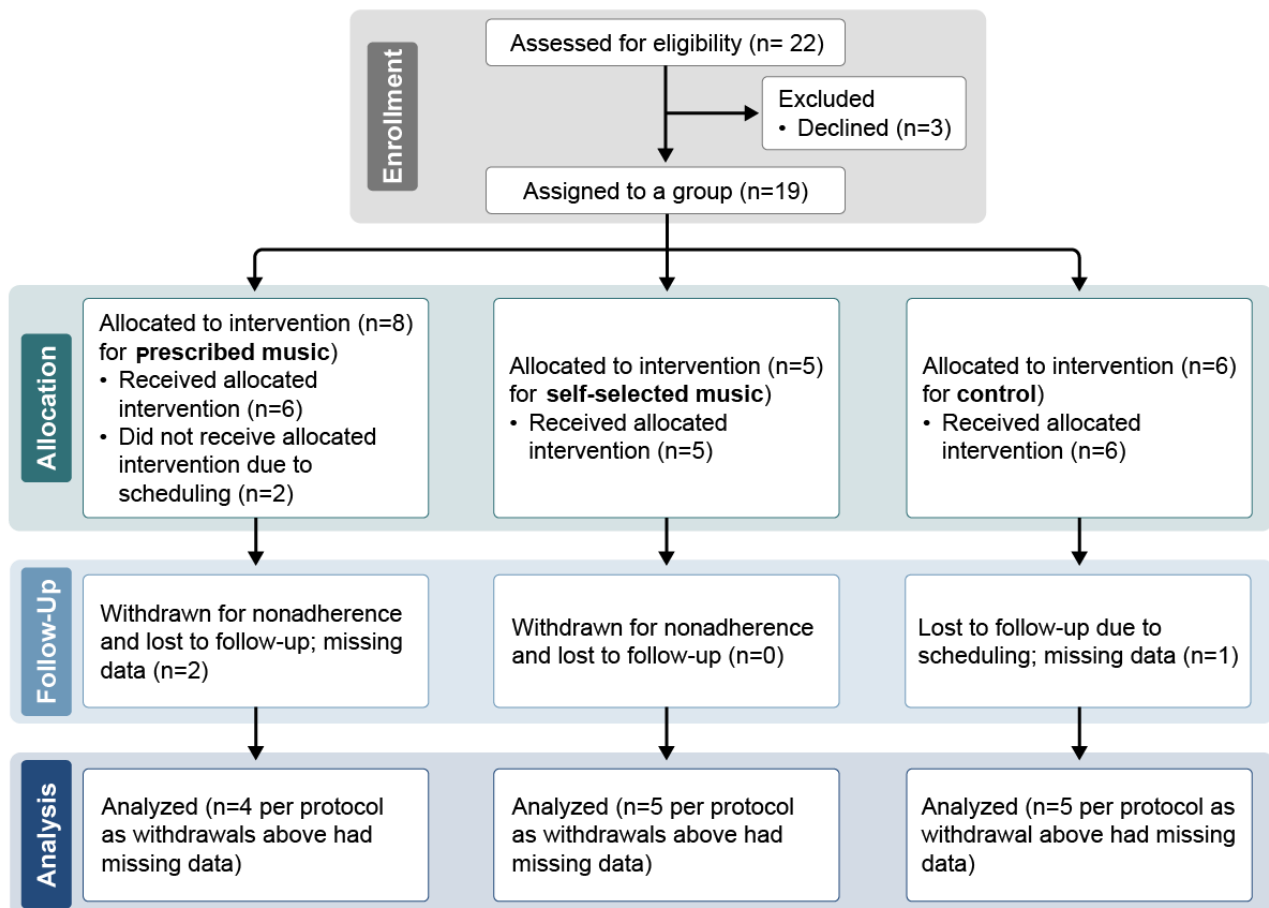 Enrollment
Assessed for eligibility (n= 22)
Excluded
• Declined (n=3)
Assigned to a group (n=19)
Allocation
Allocated to intervention (n=8)
for prescribed music)
• Received allocated
intervention (n=6)
• Did not receive allocated
intervention due to
scheduling (n=2)
Allocated to intervention (n=5)
for self-selected music)
• Received allocated
intervention (n=5)
Allocated to intervention (n=6)
for control)
• Received allocated
intervention (n=6)
Follow-Up
Withdrawn for nonadherence
and lost to follow-up; missing
data (n=2)
Withdrawn for nonadherence
and lost to follow-up (n=0)
Lost to follow-up due to
scheduling; missing data (n=1)
Analysis
Analyzed (n=4 per protocol
as withdrawals above had
missing data)
Analyzed (n=5 per protocol
as withdrawals above had
missing data)
Analyzed (n=5 per protocol as
withdrawal above had missing
data)